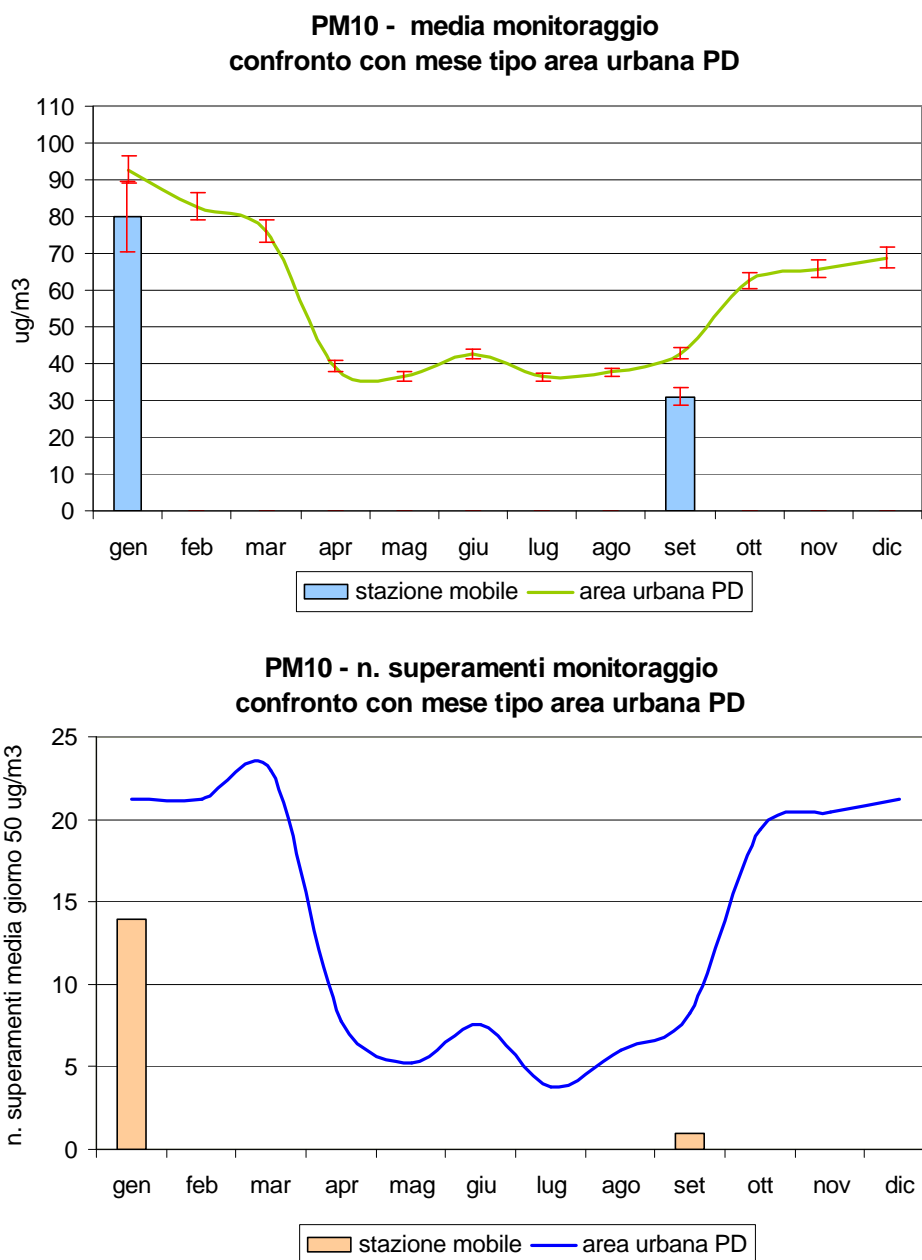 PM10 - media monitoraggio
confronto con mese tipo area urbana PD
110
100
90
80
70
60
50
40
30
20
10
0
ug/m3
gen feb mar apr mag giu lug ago set ott nov dic
stazione mobile area urbana PD
PM10 - n. superamenti monitoraggio
confronto con mese tipo area urbana PD
25
20
15
10
5
0
n. superamenti media giorno 50 ug/m3
gen feb mar apr mag giu lug ago set ott nov dic
stazione mobile area urbana PD